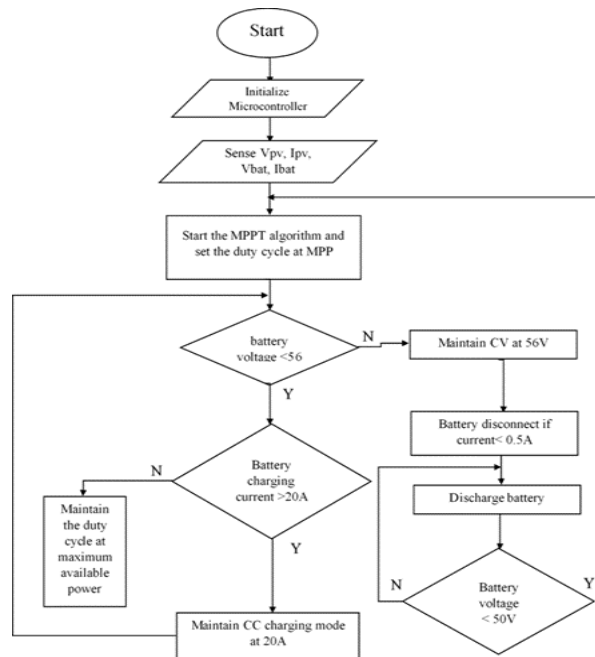 Start
Initialize
Microcontroller
Sense Vpv, Ipv,
Vbat, Ibat
Start the MPPT algorithm and
set the duty cycle at MPP
battery
voltage <56
N
Maintain CV at 56V
Y
Battery disconnect if
current< 0.5A
Battery
charging
current >20A
N
Discharge battery
Maintain
the duty
cycle at
maximum
available
power
Y
Battery
voltage
< 50V
N
Y
Maintain CC charging mode
at 20A